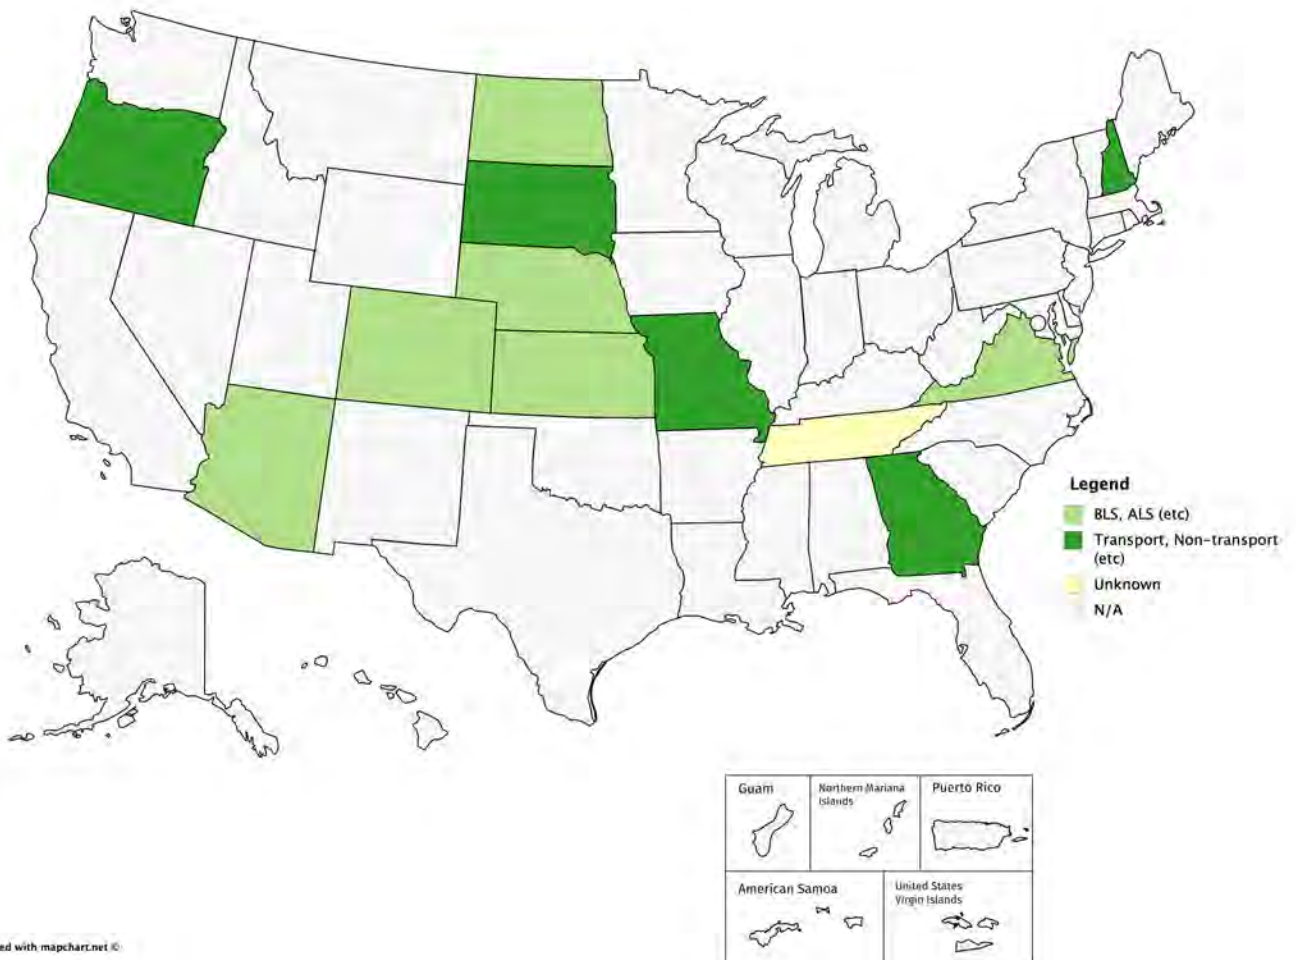 Legend
BLS, ALS (etc)
Transport, Non-transport
(etc)
Unknown
N/A
Guam
Northern Mariana
Islands
Puerto Rico
American Samoa
United States
Virgin Islands
ed with mapchart.net ©